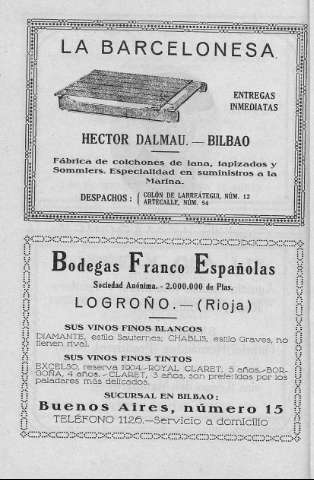 LA BARCELONESA
ENTREGAS
INMEDIATAS
HECTOR DALMAU. — BILBAO
Fábrica de colchones de lana, tapizados y
Sommiers. Especialidad en suministros a la
Marina.
DESPACHOS: { COLÓN DE LARREÁTEGUI, NÚM. 12
ARTECALLE, NÚM. 54
Bodegas Franco Españolas
Sociedad Anónima. - 2.000.000 de Ptas.
LOGROÑO. — (Rioja)
SUS VINOS FINOS BLANCOS
DIAMANTE, estilo Sauternes; CHABLIS, estilo Graves, no
tienen rival.
SUS VINOS FINOS TINTOS
EXCELSO, reserva 1904.-ROYAL CLARET, 5 años.-BOR-
GOÑA, 4 años.-CLARET, 3 años, son preferidos por los
paladares más delicados.
SUCURSAL EN BILBAO:
Buenos Aires, número 15
TELÉFONO 1126.—Servicio a domicilio